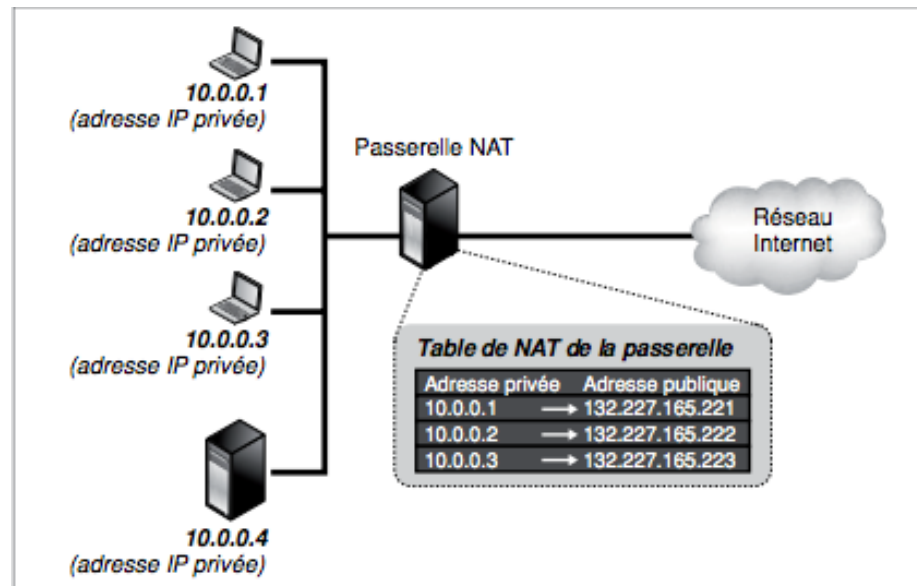 10.0.0.1
(adresse IP privée)
10.0.0.2
(adresse IP privée)
10.0.0.3
(adresse IP privée)
10.0.0.4
(adresse IP privée)
Passerelle NAT
Réseau
Internet
Table de NAT de la passerelle
Adresse privée Adresse publique
10.0.0.1 → 132.227.165.221
10.0.0.2 → 132.227.165.222
10.0.0.3 → 132.227.165.223